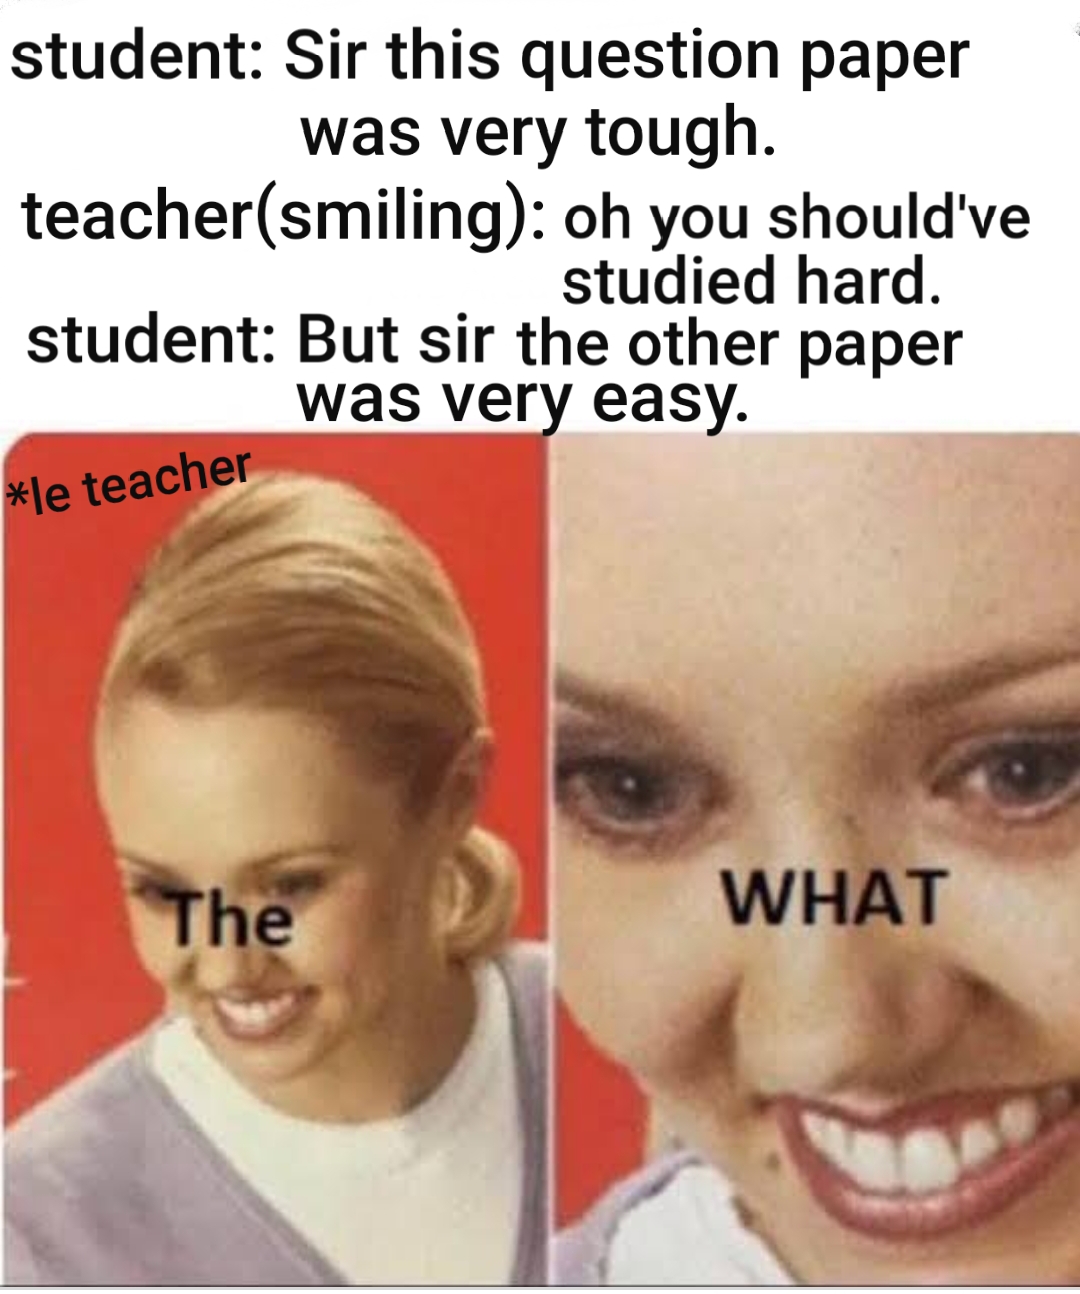 student: Sir this question paper
was very tough.
teacher(smiling): oh you should've
studied hard.
student: But sir the other paper
was very easy.
*le teacher
The
WHAT